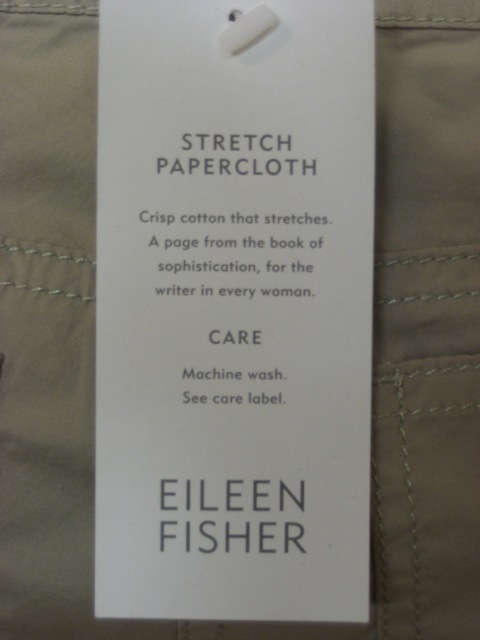 STRETCH
PAPERCLOTH
Crisp cotton that stretches.
A page from the book of
sophistication, for the
writer in every woman.
CARE
Machine wash.
See care label.
EILEEN
FISHER